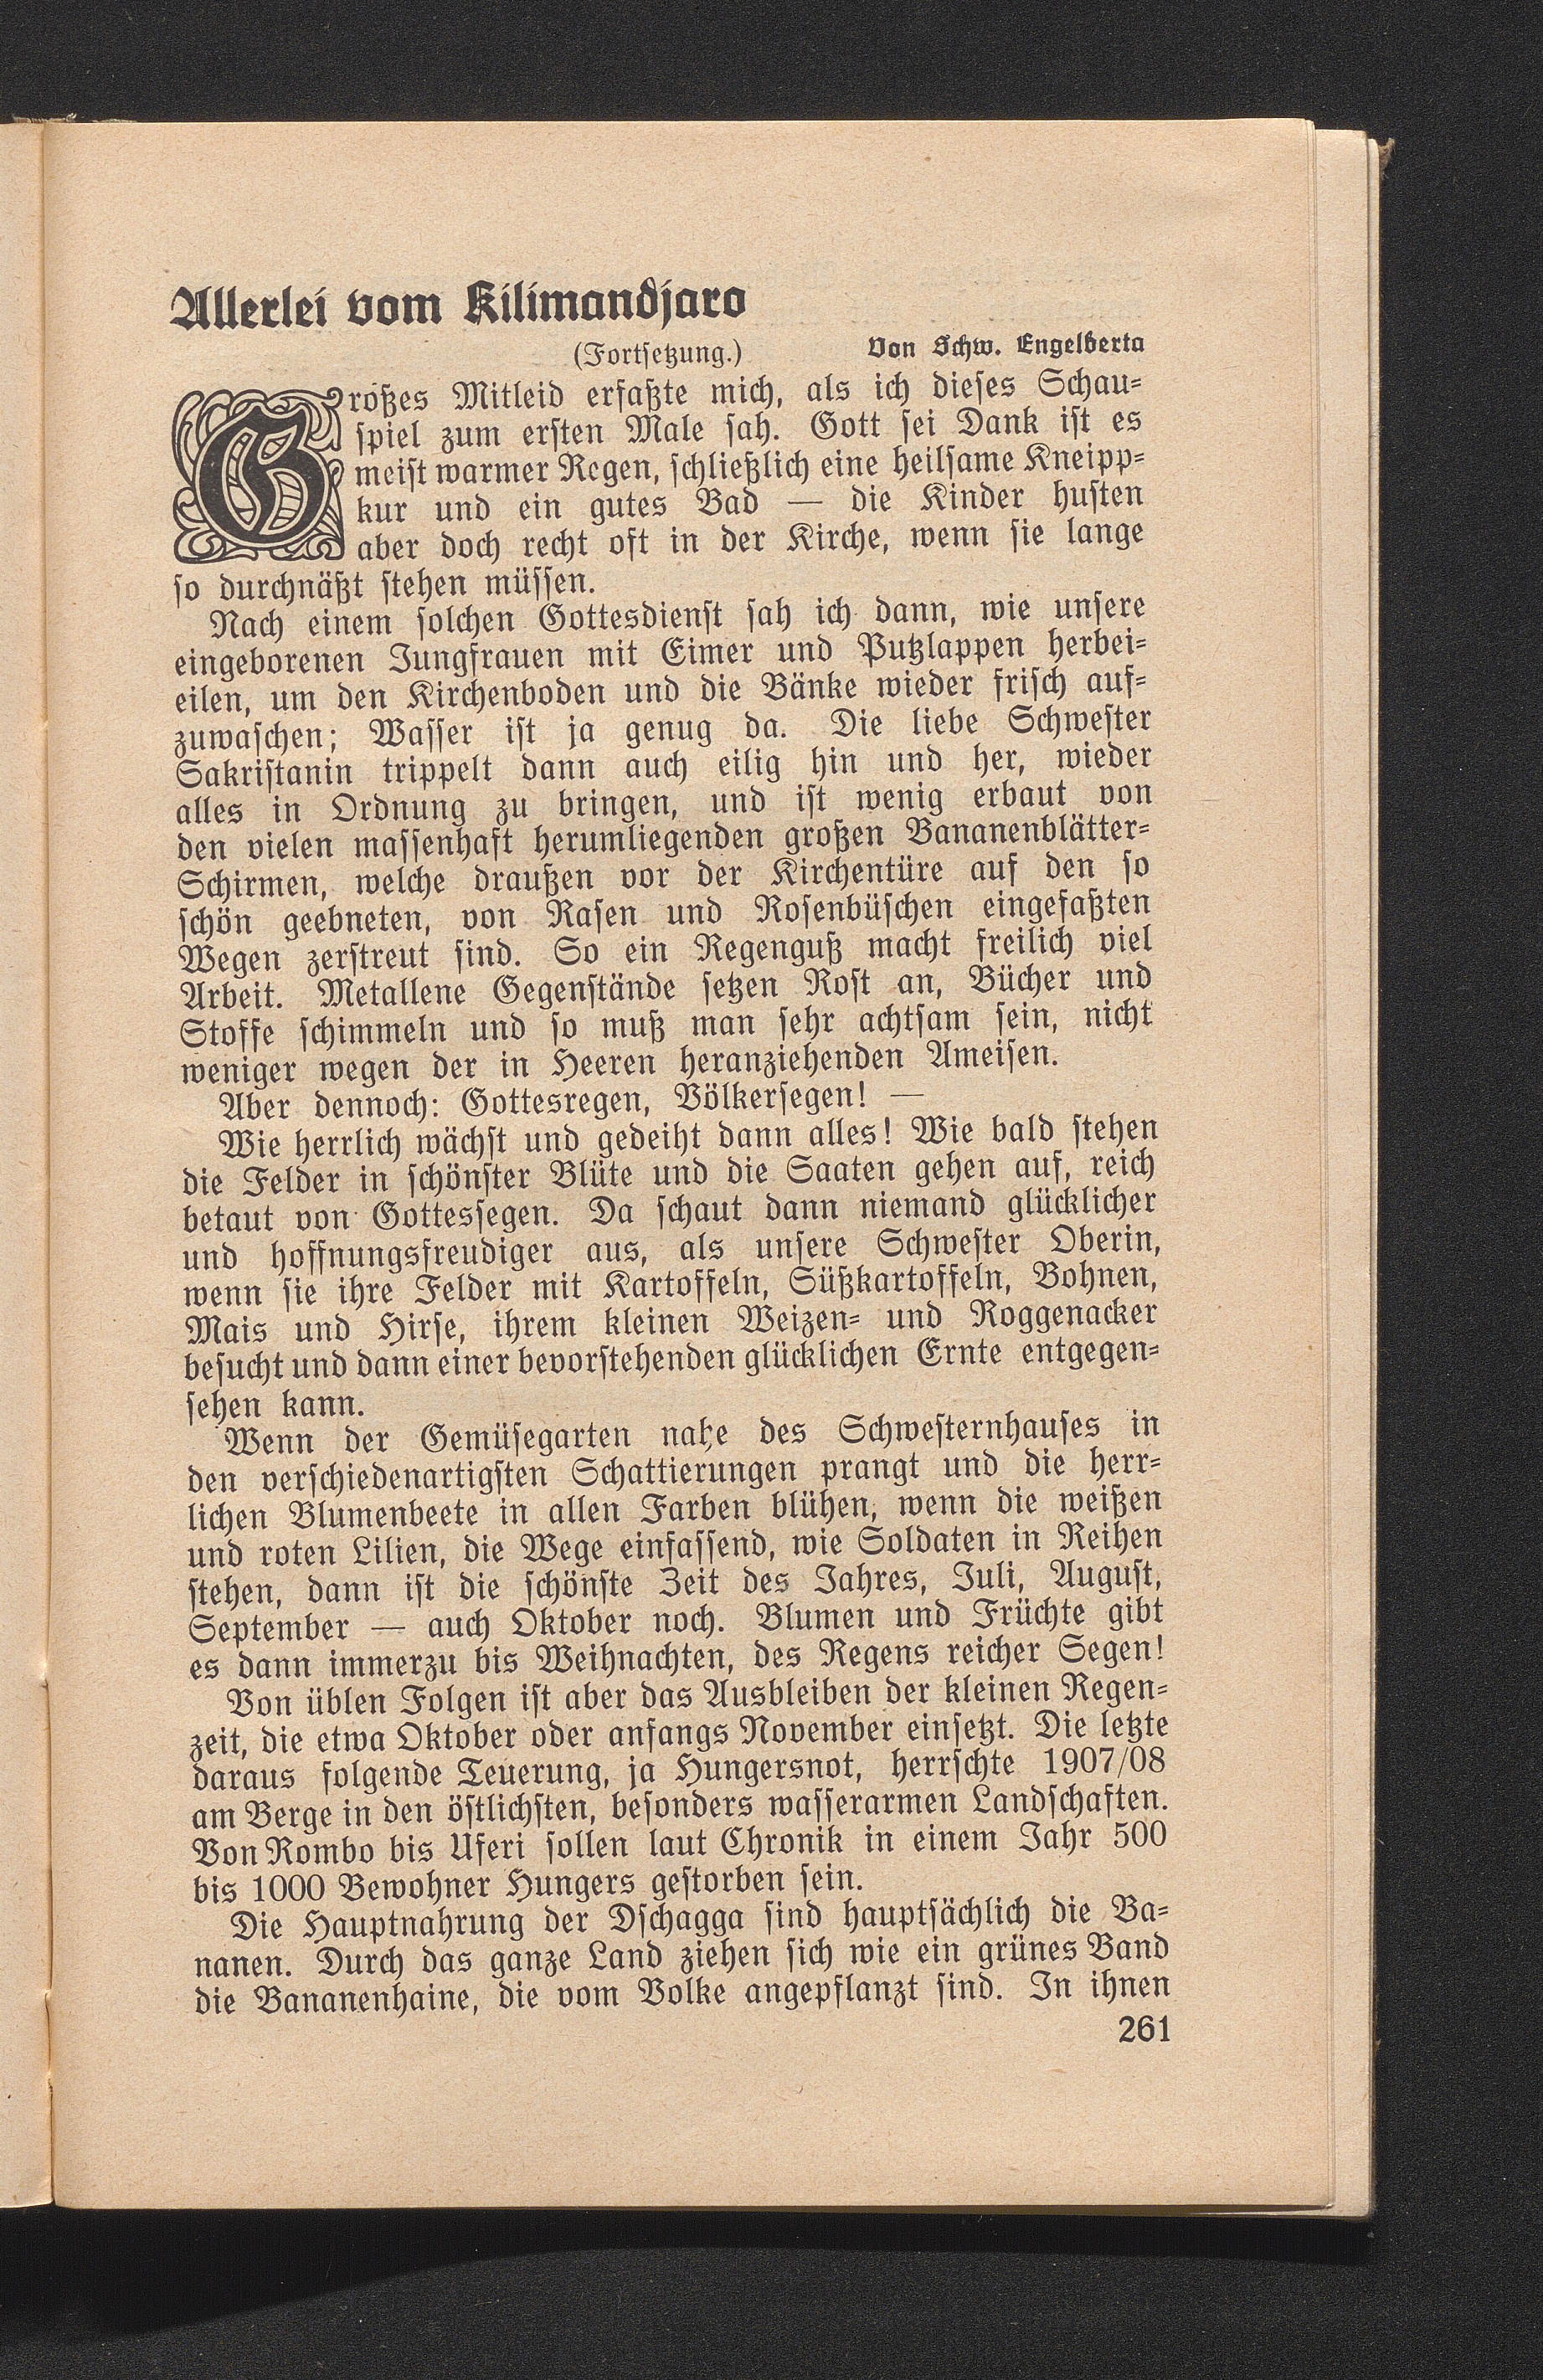 Allerlei vom Kilimandjaro
(Fortsetzung.) Von Schw. Engelberta
Großes Mitleid erfaßte mich, als ich dieses Schau-
spiel zum ersten Male sah. Gott sei Dank ist es
meist warmer Regen, schließlich eine heilsame Kneipp-
kur und ein gutes Bad — die Kinder husten
aber doch recht oft in der Kirche, wenn sie lange
so durchnäßt stehen müssen.
Nach einem solchen Gottesdienst sah ich dann, wie unsere
eingeborenen Jungfrauen mit Eimer und Putzlappen herbei-
eilen, um den Kirchenboden und die Bänke wieder frisch auf-
zuwaschen; Wasser ist ja genug da. Die liebe Schwester
Sakristanin trippelt dann auch eilig hin und her, wieder
alles in Ordnung zu bringen, und ist wenig erbaut von
den vielen massenhaft herumliegenden großen Bananenblätter-
Schirmen, welche draußen vor der Kirchentüre auf den so
schön geebneten, von Rasen und Rosenbüschen eingefaßten
Wegen zerstreut sind. So ein Regenguß macht freilich viel
Arbeit. Metallene Gegenstände setzen Rost an, Bücher und
Stoffe schimmeln und so muß man sehr achtsam sein, nicht
weniger wegen der in Heeren heranziehenden Ameisen.
Aber dennoch: Gottesregen, Völkersegen! —
Wie herrlich wächst und gedeiht dann alles! Wie bald stehen
die Felder in schönster Blüte und die Saaten gehen auf, reich
betaut von Gottessegen. Da schaut dann niemand glücklicher
und hoffnungsfreudiger aus, als unsere Schwester Oberin,
wenn sie ihre Felder mit Kartoffeln, Süßkartoffeln, Bohnen,
Mais und Hirse, ihrem kleinen Weizen- und Roggenacker
besucht und dann einer bevorstehenden glücklichen Ernte entgegen-
sehen kann.
Wenn der Gemüsegarten nahe des Schwesternhauses in
den verschiedenartigsten Schattierungen prangt und die herr-
lichen Blumenbeete in allen Farben blühen, wenn die weißen
und roten Lilien, die Wege einfassend, wie Soldaten in Reihen
stehen, dann ist die schönste Zeit des Jahres, Juli, August,
September — auch Oktober noch. Blumen und Früchte gibt
es dann immerzu bis Weihnachten, des Regens reicher Segen!
Von üblen Folgen ist aber das Ausbleiben der kleinen Regen-
zeit, die etwa Oktober oder anfangs November einsetzt. Die letzte
daraus folgende Teuerung, ja Hungersnot, herrschte 1907/08
am Berge in den östlichsten, besonders wasserarmen Landschaften.
Von Rombo bis Useri sollen laut Chronik in einem Jahr 500
bis 1000 Bewohner Hungers gestorben sein.
Die Hauptnahrung der Dschagga sind hauptsächlich die Ba-
nanen. Durch das ganze Land ziehen sich wie ein grünes Band
die Bananenhaine, die vom Volke angepflanzt sind. In ihnen
261